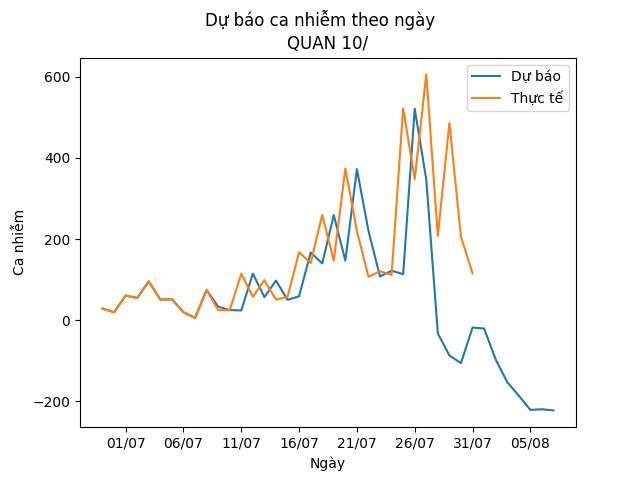 Dự báo ca nhiễm theo ngày
QUAN 10/
Dự báo
Thực tế
Ca nhiễm
600
400
200
0
−200
01/07 06/07 11/07 16/07 21/07 26/07 31/07 05/08
Ngày